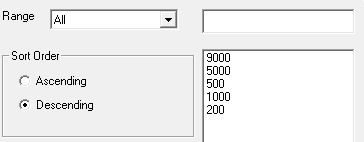 Range All
Sort Order
Ascending
Descending
9000
5000
500
1000
200